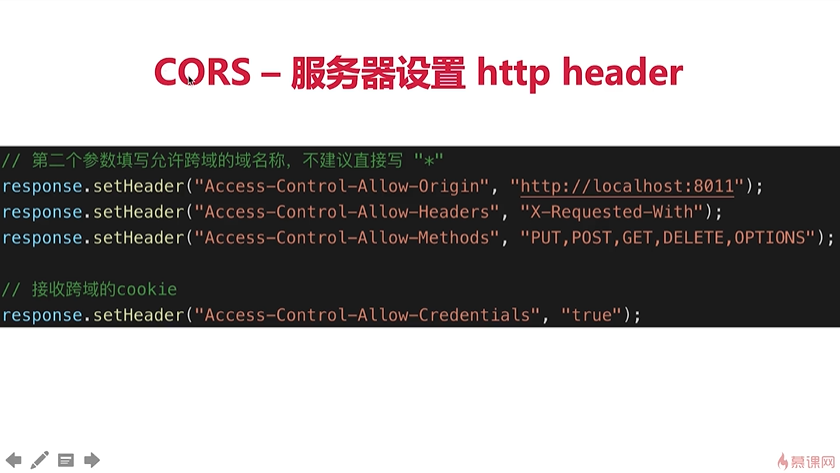 CORS – 服务器设置 http header
// 第二个参数填写允许跨域的域名称，不建议直接写 "*"
response.setHeader("Access-Control-Allow-Origin", "http://localhost:8011");
response.setHeader("Access-Control-Allow-Headers", "X-Requested-With");
response.setHeader("Access-Control-Allow-Methods", "PUT,POST,GET,DELETE,OPTIONS");
// 接收跨域的cookie
response.setHeader("Access-Control-Allow-Credentials", "true");
慕课网